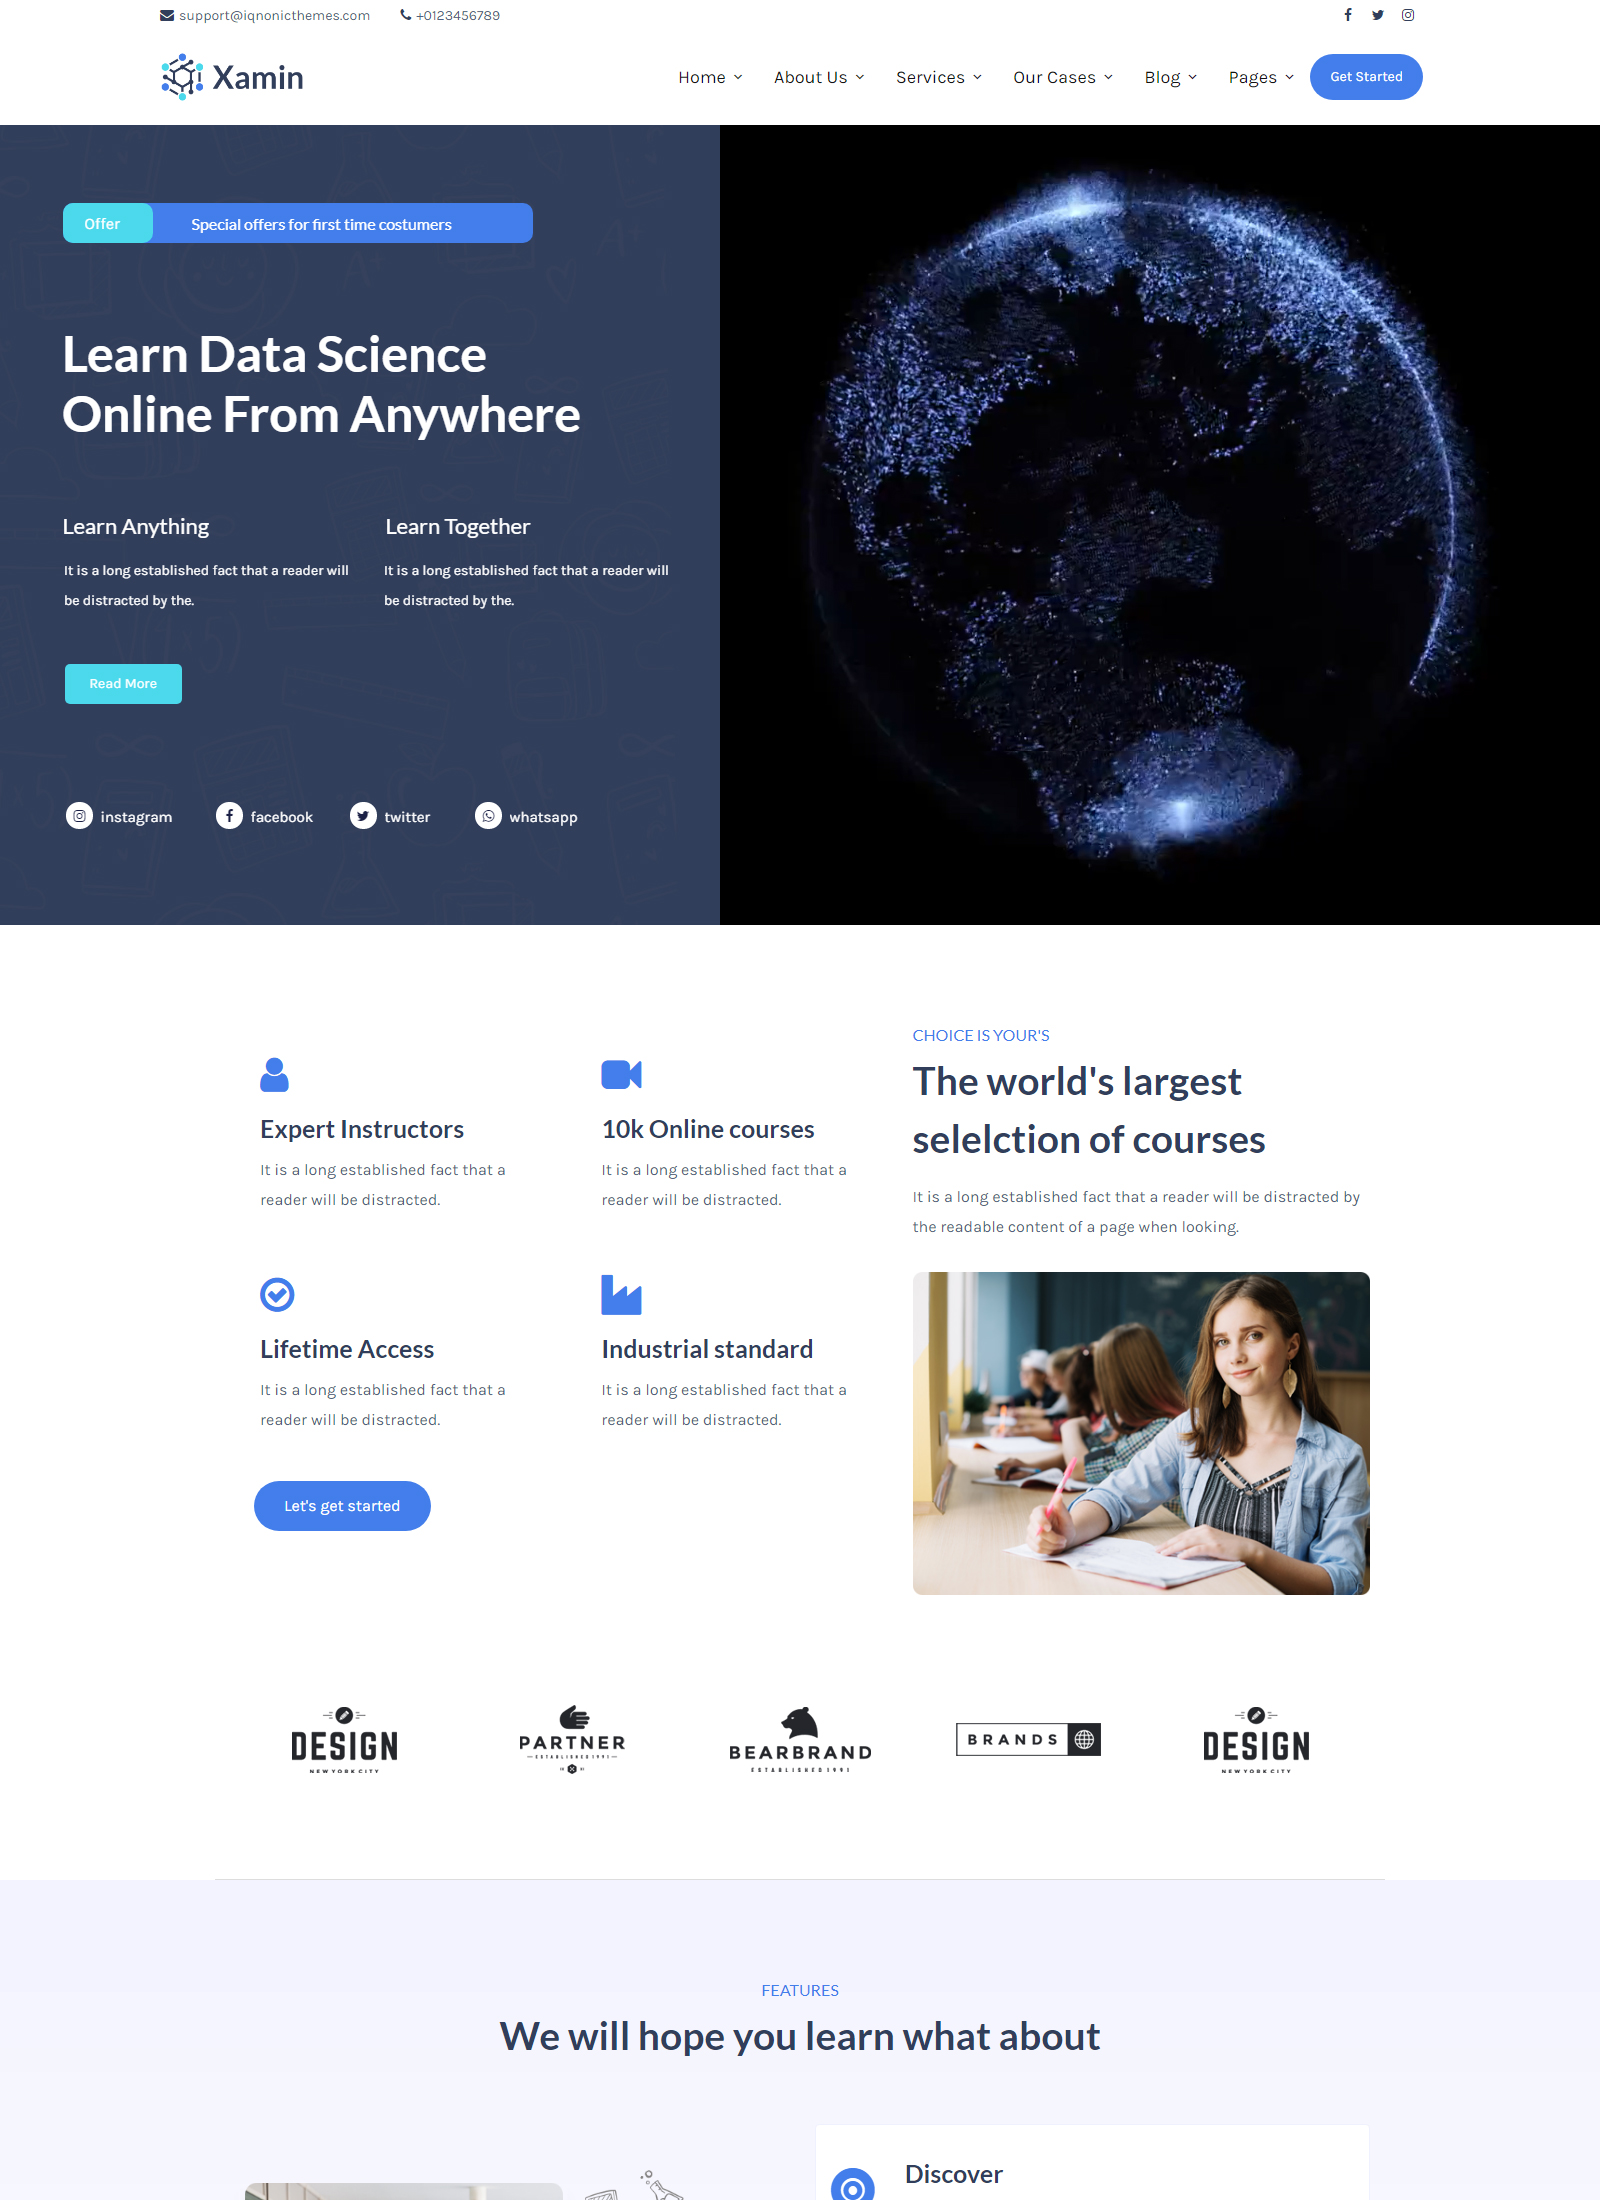 support@iqnonicthemes.com +0123456789
Xamin
Home About Us Services Our Cases Blog Pages Get Started
Offer Special offers for first time costumers
Learn Data Science
Online From Anywhere
Learn Anything
It is a long established fact that a reader will
be distracted by the.
Learn Together
It is a long established fact that a reader will
be distracted by the.
Read More
instagram facebook twitter whatsapp
Expert Instructors
It is a long established fact that a
reader will be distracted.
10k Online courses
It is a long established fact that a
reader will be distracted.
Lifetime Access
It is a long established fact that a
reader will be distracted.
Industrial standard
It is a long established fact that a
reader will be distracted.
Let's get started
CHOICE IS YOUR'S
The world's largest
selelction of courses
It is a long established fact that a reader will be distracted by
the readable content of a page when looking.
DESIGN
NEW YORK CITY
PARTNER
ESTABLISHED 1991
BEARBRAND
ESTABLISHED 1991
BRANDS
DESIGN
NEW YORK CITY
FEATURES
We will hope you learn what about
Discover